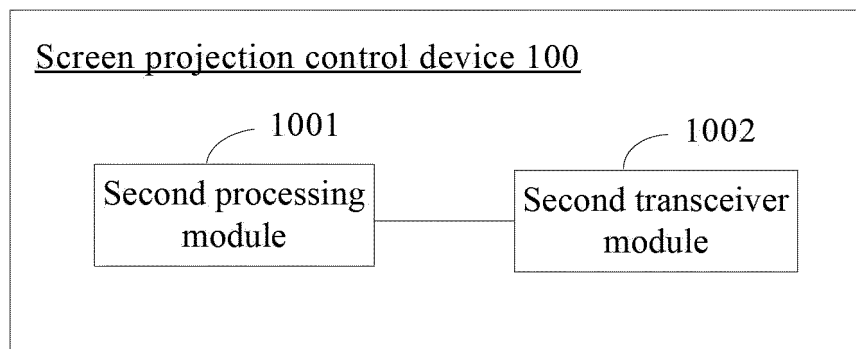 Screen projection control device 100
1001
1002
Second processing
module
Second transceiver
module